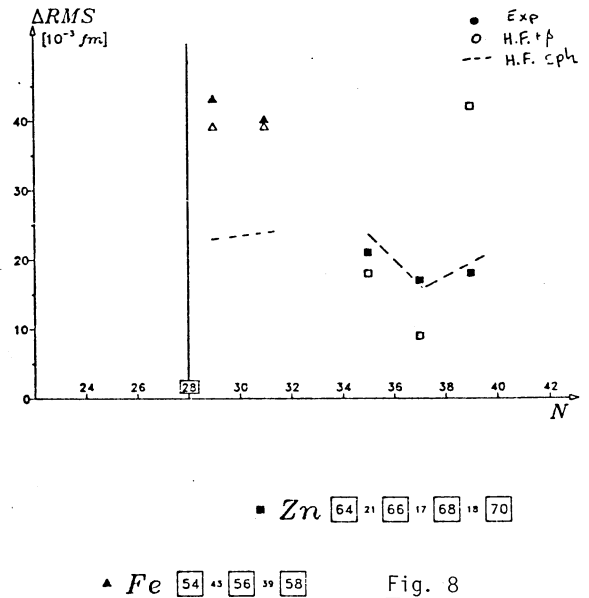 ΔRMS
[10⁻³ fm]
• Exp
o H.F. + β
--- H.F. sph
40
30
20
10
0
24 26 28 30 32 34 36 38 40 42
N
■ Zn 64 21 66 17 68 18 70
▲ Fe 54 43 56 39 58
Fig. 8